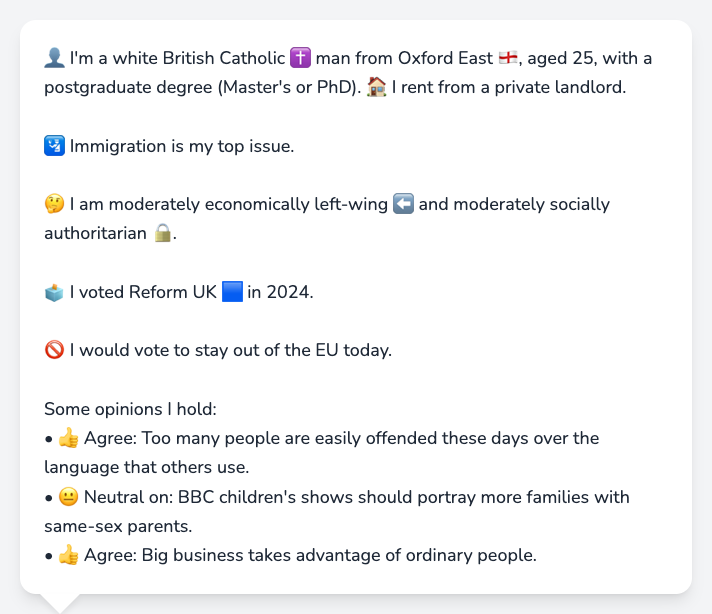 👤 I'm a white British Catholic ✝️ man from Oxford East 🏴󠁧󠁢󠁥󠁮󠁧󠁿, aged 25, with a
postgraduate degree (Master's or PhD). 🏠 I rent from a private landlord.
🛂 Immigration is my top issue.
🤔 I am moderately economically left-wing ⬅️ and moderately socially
authoritarian 🔒.
🗳️ I voted Reform UK 🟦 in 2024.
🚫 I would vote to stay out of the EU today.
Some opinions I hold:
• 👍 Agree: Too many people are easily offended these days over the
language that others use.
• 😐 Neutral on: BBC children's shows should portray more families with
same-sex parents.
• 👍 Agree: Big business takes advantage of ordinary people.